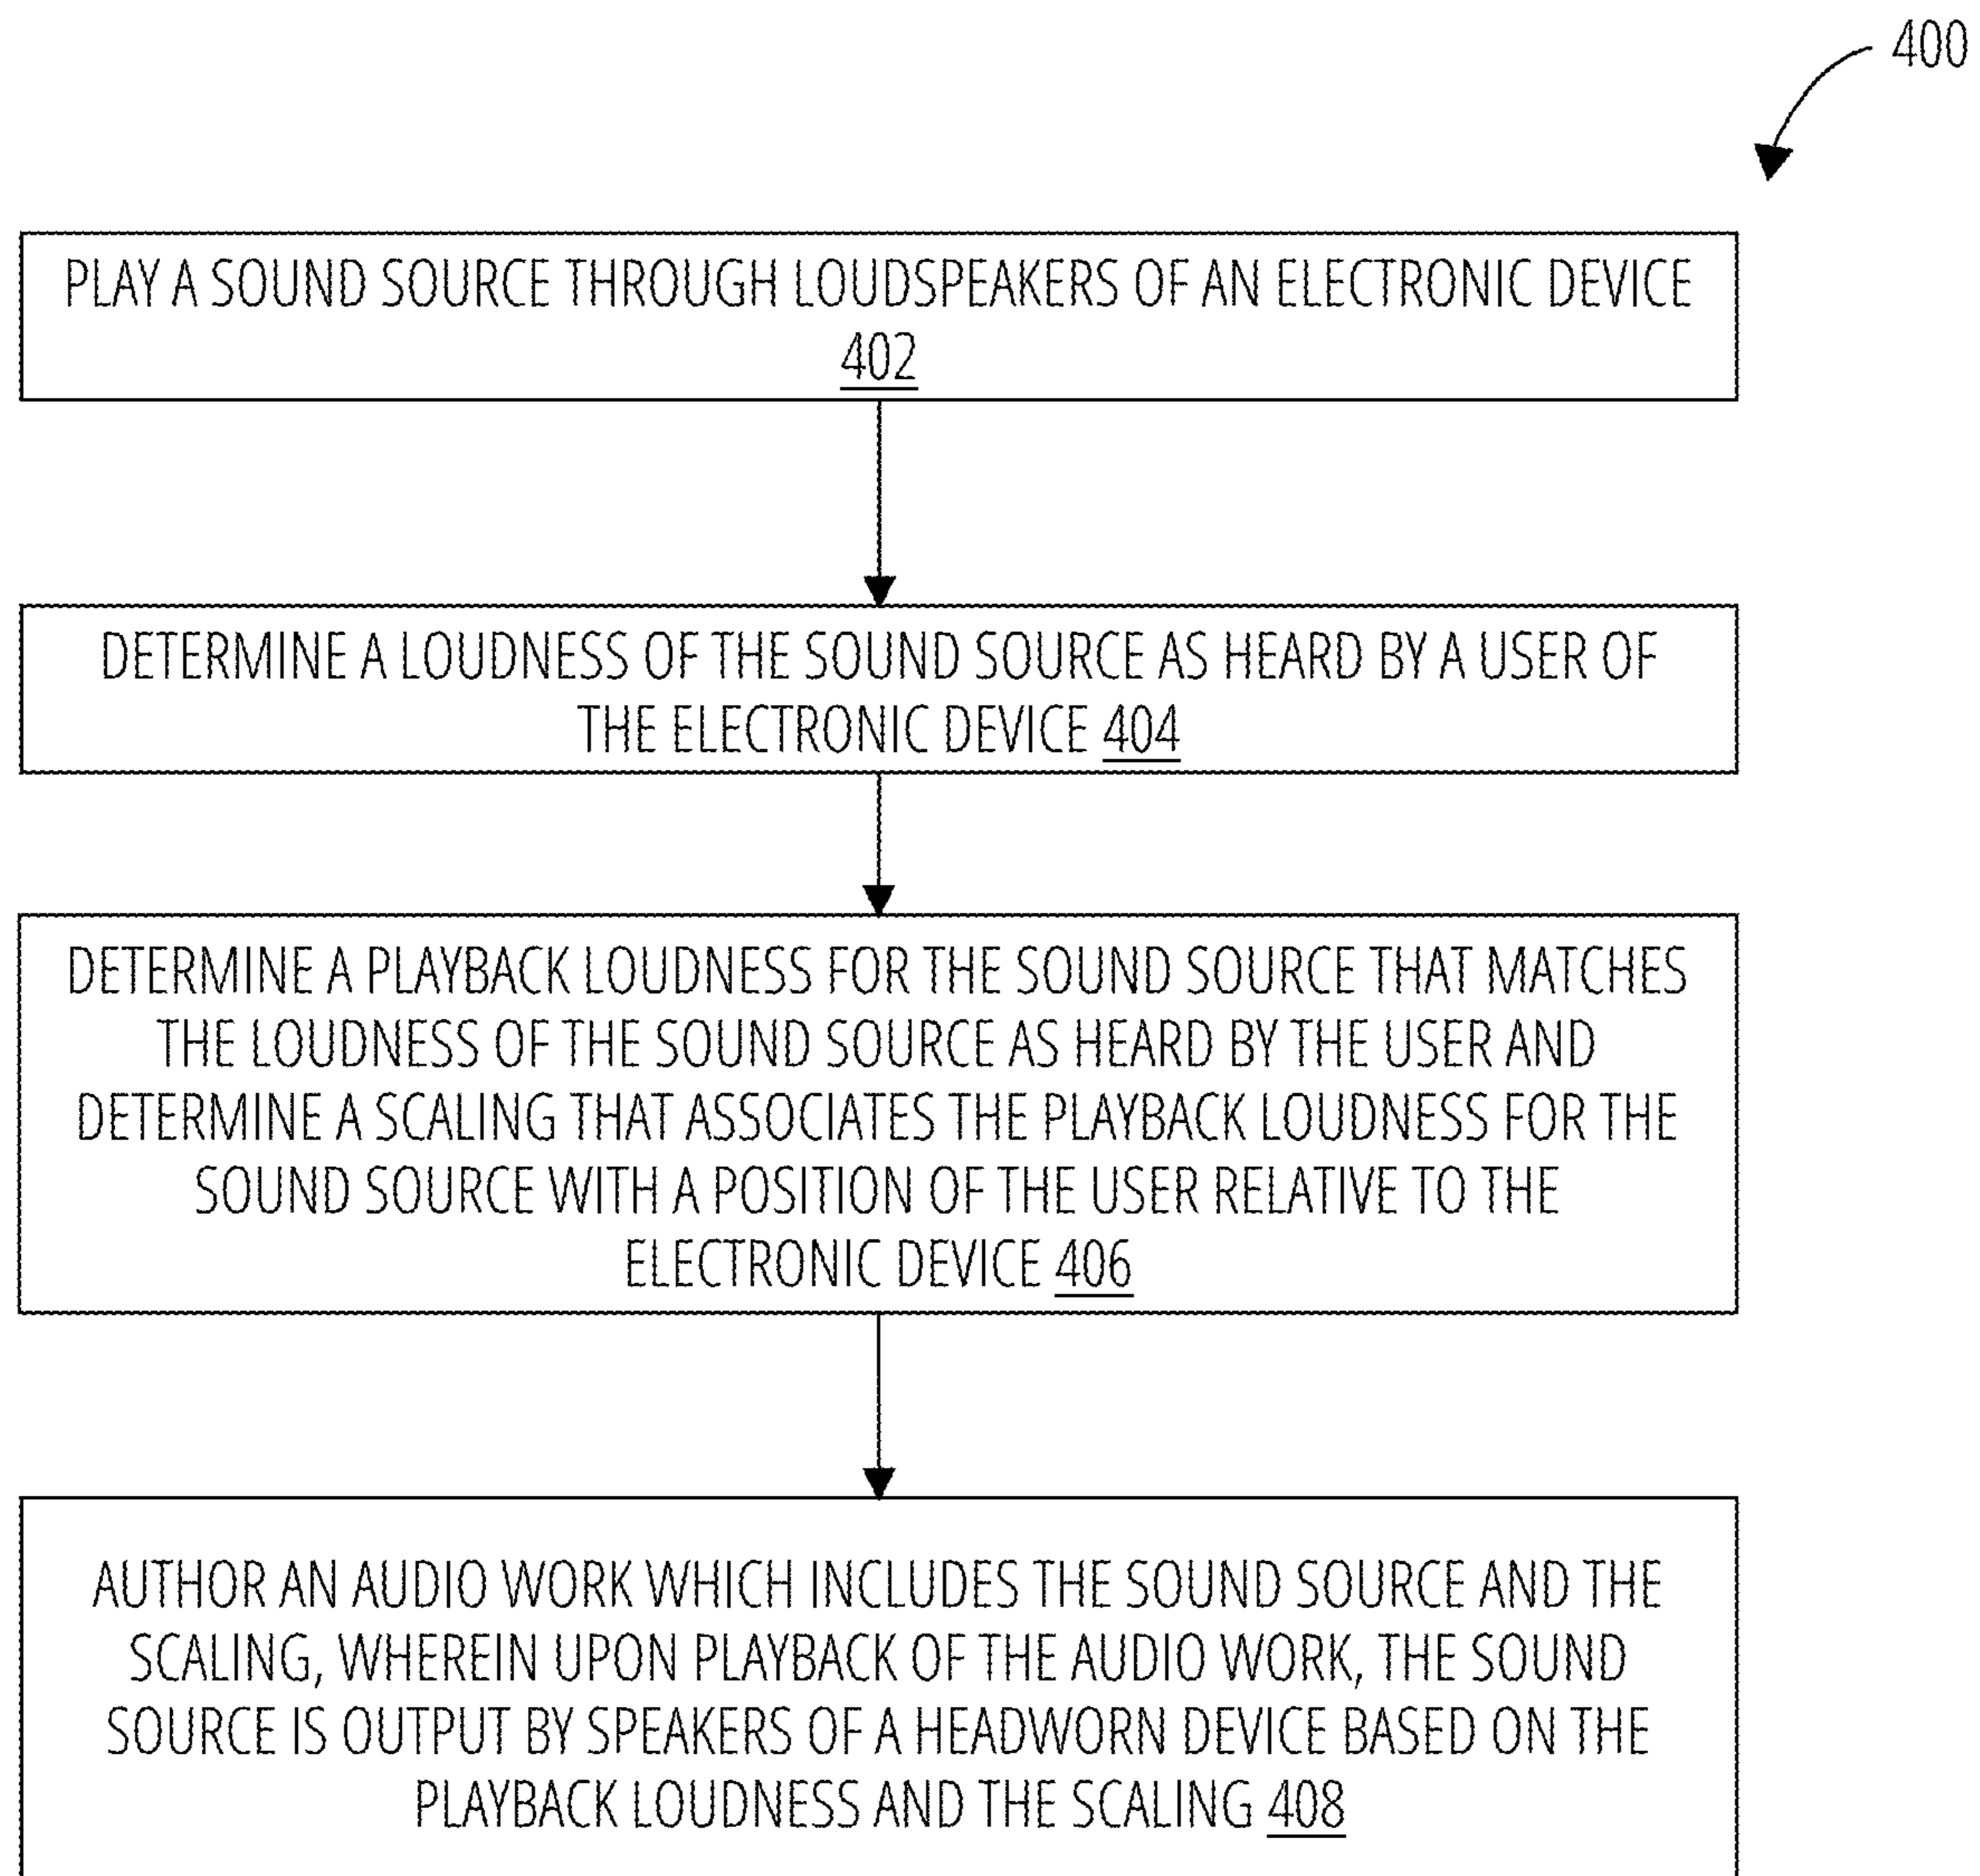 400
PLAY A SOUND SOURCE THROUGH LOUDSPEAKERS OF AN ELECTRONIC DEVICE
402
DETERMINE A LOUDNESS OF THE SOUND SOURCE AS HEARD BY A USER OF
THE ELECTRONIC DEVICE 404
DETERMINE A PLAYBACK LOUDNESS FOR THE SOUND SOURCE THAT MATCHES
THE LOUDNESS OF THE SOUND SOURCE AS HEARD BY THE USER AND
DETERMINE A SCALING THAT ASSOCIATES THE PLAYBACK LOUDNESS FOR THE
SOUND SOURCE WITH A POSITION OF THE USER RELATIVE TO THE
ELECTRONIC DEVICE 406
AUTHOR AN AUDIO WORK WHICH INCLUDES THE SOUND SOURCE AND THE
SCALING, WHEREIN UPON PLAYBACK OF THE AUDIO WORK, THE SOUND
SOURCE IS OUTPUT BY SPEAKERS OF A HEADWORN DEVICE BASED ON THE
PLAYBACK LOUDNESS AND THE SCALING 408